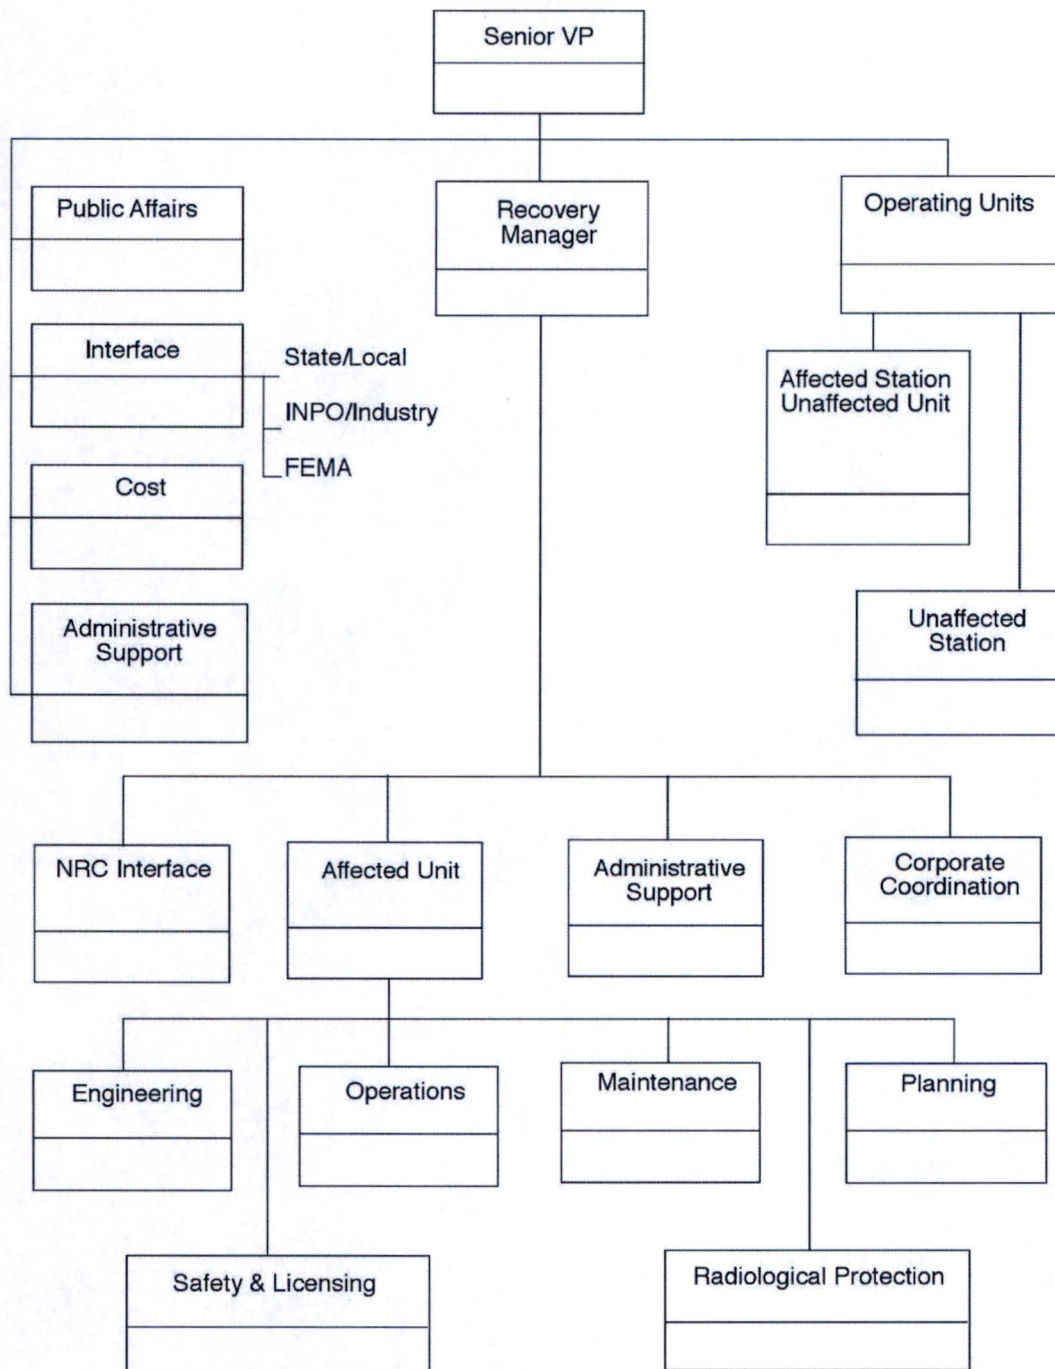 Senior VP
Public Affairs
Recovery
Manager
Operating Units
Interface
State/Local
INPO/Industry
FEMA
Affected Station
Unaffected Unit
Cost
Administrative
Support
Unaffected
Station
NRC Interface
Affected Unit
Administrative
Support
Corporate
Coordination
Engineering
Operations
Maintenance
Planning
Safety & Licensing
Radiological Protection